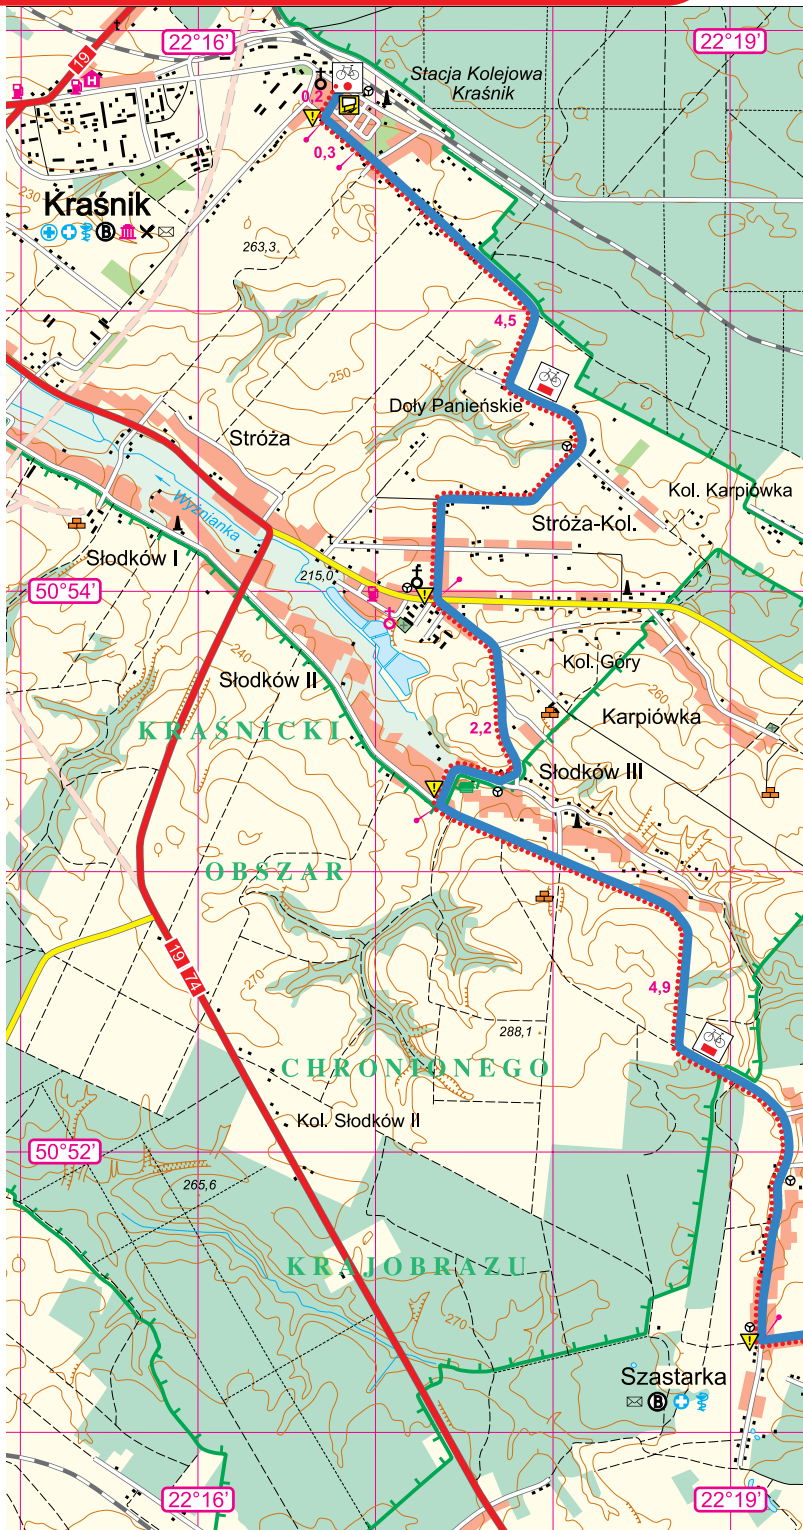 19
22°16'
22°19'
Stacja Kolejowa
Kraśnik
0,2
0,3
230
Kraśnik
B
263,3
4,5
250
Doły Panieńskie
Stróża
Wyżnianka
Kol. Karpiówka
Stróża-Kol.
Słodków I
215,0
50°54'
240
Słodków II
Kol. Góry
260
KRAŚNICKI
2,2
Karpiówka
Słodków III
OBSZAR
19
74
270
4,9
288,1
CHRONIONEGO
Kol. Słodków II
50°52'
265,6
KRAJOBRAZU
270
Szastarka
B
22°16'
22°19'